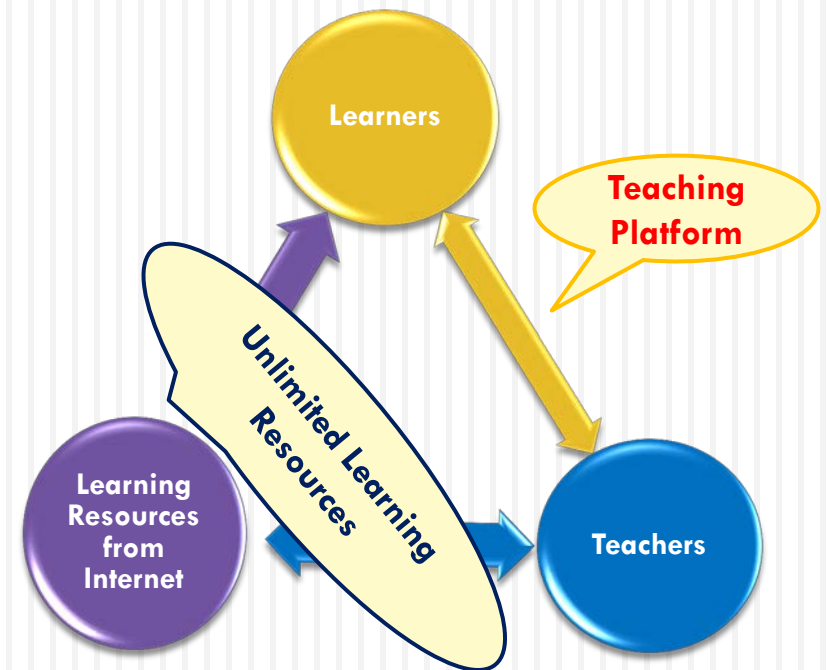 Learners
Teaching
Platform
Unlimited Learning
Resources
Learning
Resources
from
Internet
Teachers